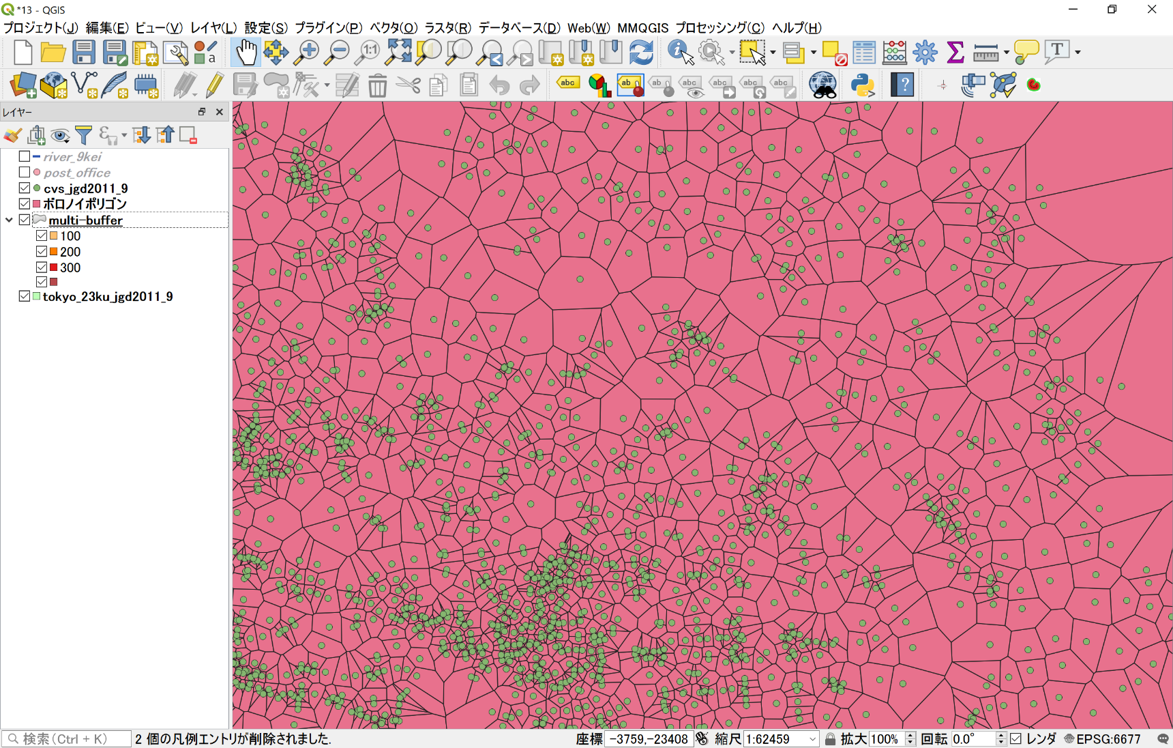 *13 - QGIS
プロジェクト(J) 編集(E) ビュー(V) レイヤ(L) 設定(S) プラグイン(P) ベクタ(O) ラスタ(R) データベース(D) Web(W) MMQGIS プロセッシング(C) ヘルプ(H)
レイヤー
river_9kei
post_office
cvs_jgd2011_9
ボロノイポリゴン
multi-buffer
100
200
300
tokyo_23ku_jgd2011_9
検索(Ctrl + K) 2 個の凡例エントリが削除されました. 座標 -3759,-23408 縮尺 1:62459 拡大 100% 回転 0.0° レンダ EPSG:6677